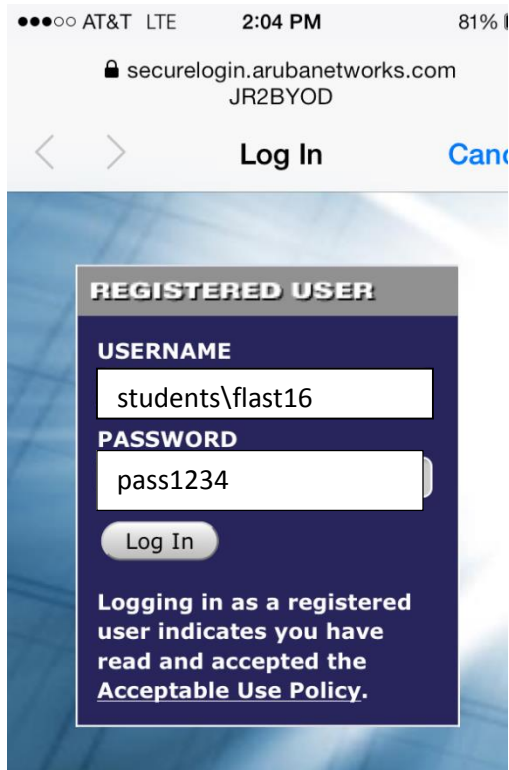 AT&T LTE 2:04 PM 81%
securelogin.arubanetworks.com
JR2BYOD
Log In Canc
REGISTERED USER
USERNAME
students\flast16
PASSWORD
pass1234
Log In
Logging in as a registered
user indicates you have
read and accepted the
Acceptable Use Policy.